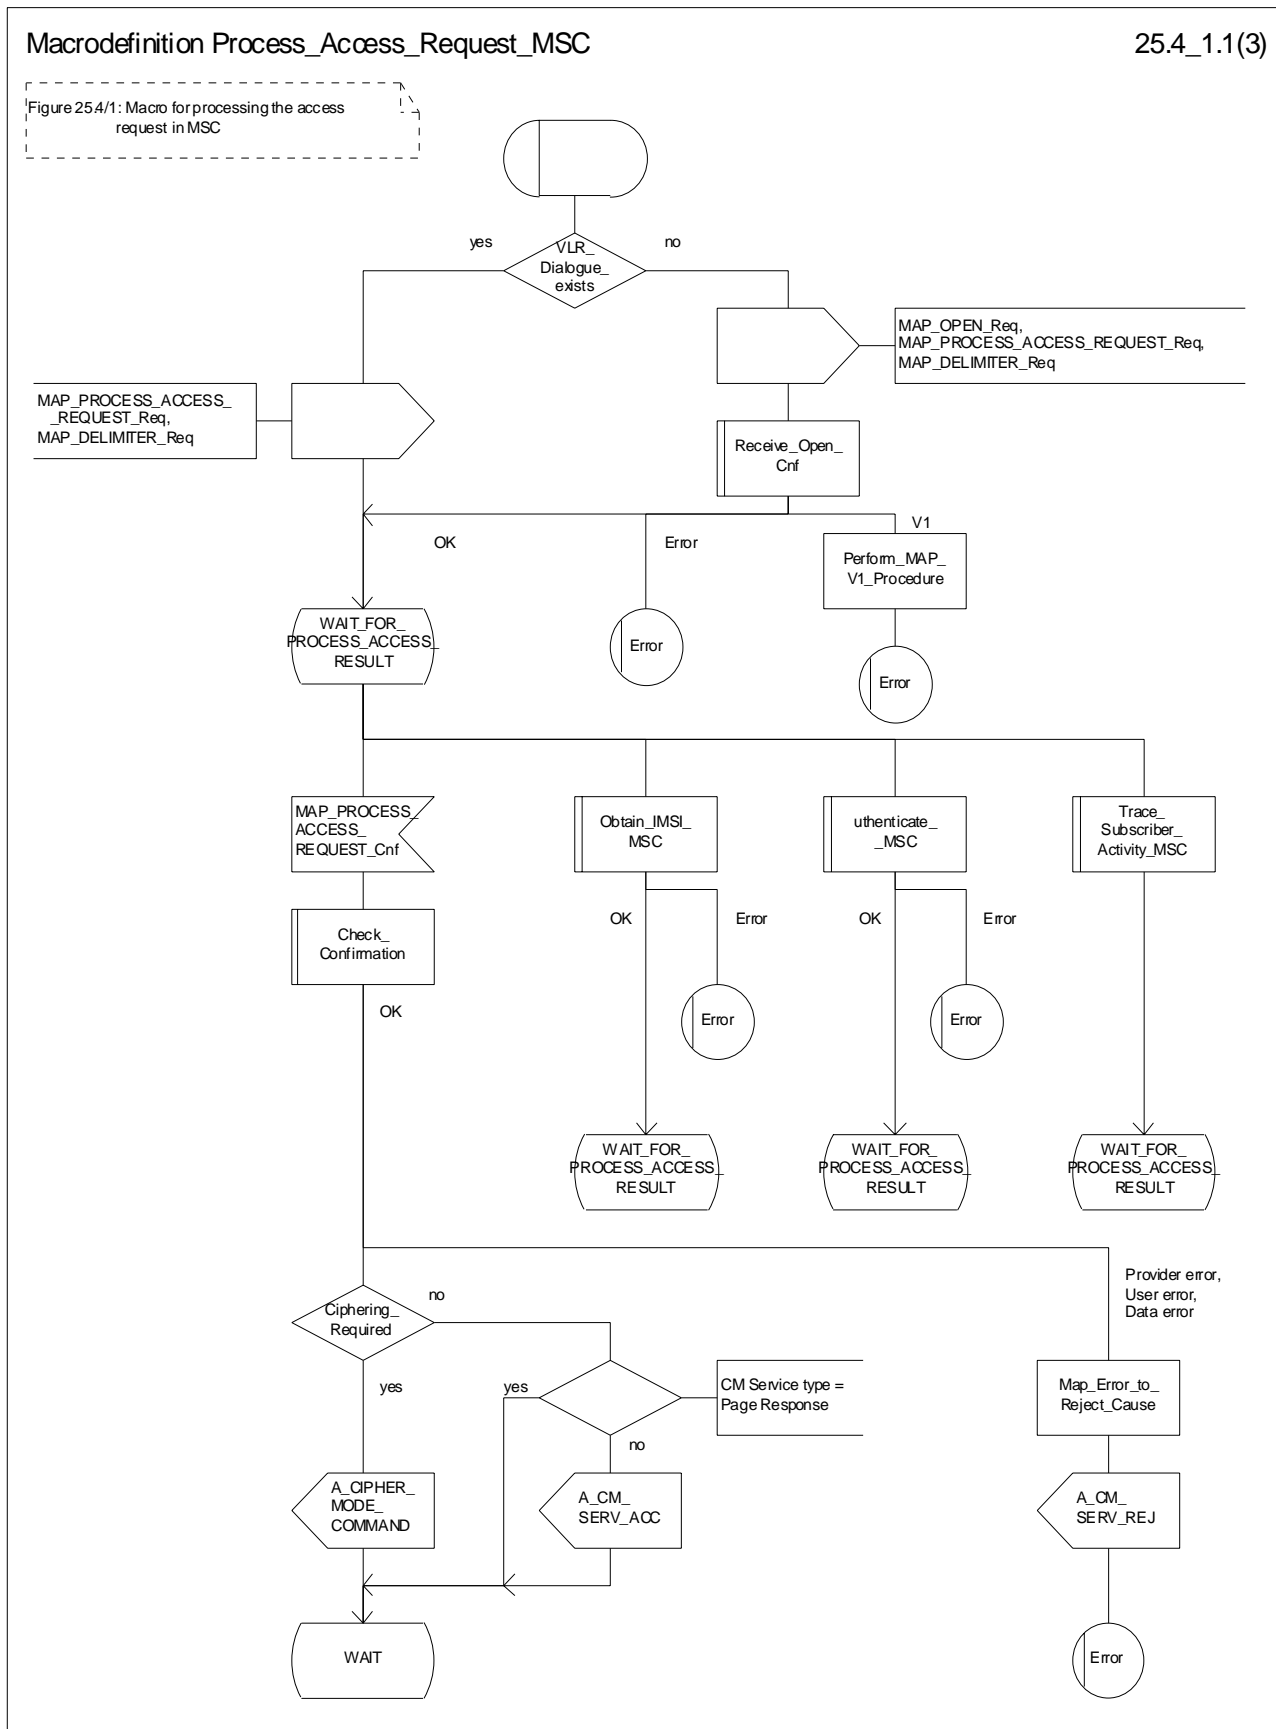 Macrodefinition Process_Access_Request_MSC
25.4_1.1(3)
Figure 25.4/1: Macro for processing the access
request in MSC
yes
VLR_
Dialogue_
exists
no
MAP_OPEN_Req,
MAP_PROCESS_ACCESS_REQUEST_Req,
MAP_DELIMITER_Req
MAP_PROCESS_ACCESS_
_REQUEST_Req,
MAP_DELIMITER_Req
Receive_Open_
Cnf
OK
Error
V1
Perform_MAP_
V1_Procedure
WAIT_FOR_
PROCESS_ACCESS_
RESULT
Error
Error
MAP_PROCESS_
ACCESS_
REQUEST_Cnf
Obtain_IMSI_
MSC
uthenticate_
_MSC
Trace_
Subscriber_
Activity_MSC
Check_
Confirmation
OK
Error
OK
Error
OK
Error
Error
WAIT_FOR_
PROCESS_ACCESS_
RESULT
WAIT_FOR_
PROCESS_ACCESS_
RESULT
WAIT_FOR_
PROCESS_ACCESS_
RESULT
Provider error,
User error,
Data error
Ciphering_
Required
no
yes
yes
CM Service type =
Page Response
no
Map_Error_to_
Reject_Cause
A_CIPHER_
MODE_
COMMAND
A_CM_
SERV_ACC
A_CM_
SERV_REJ
WAIT
Error